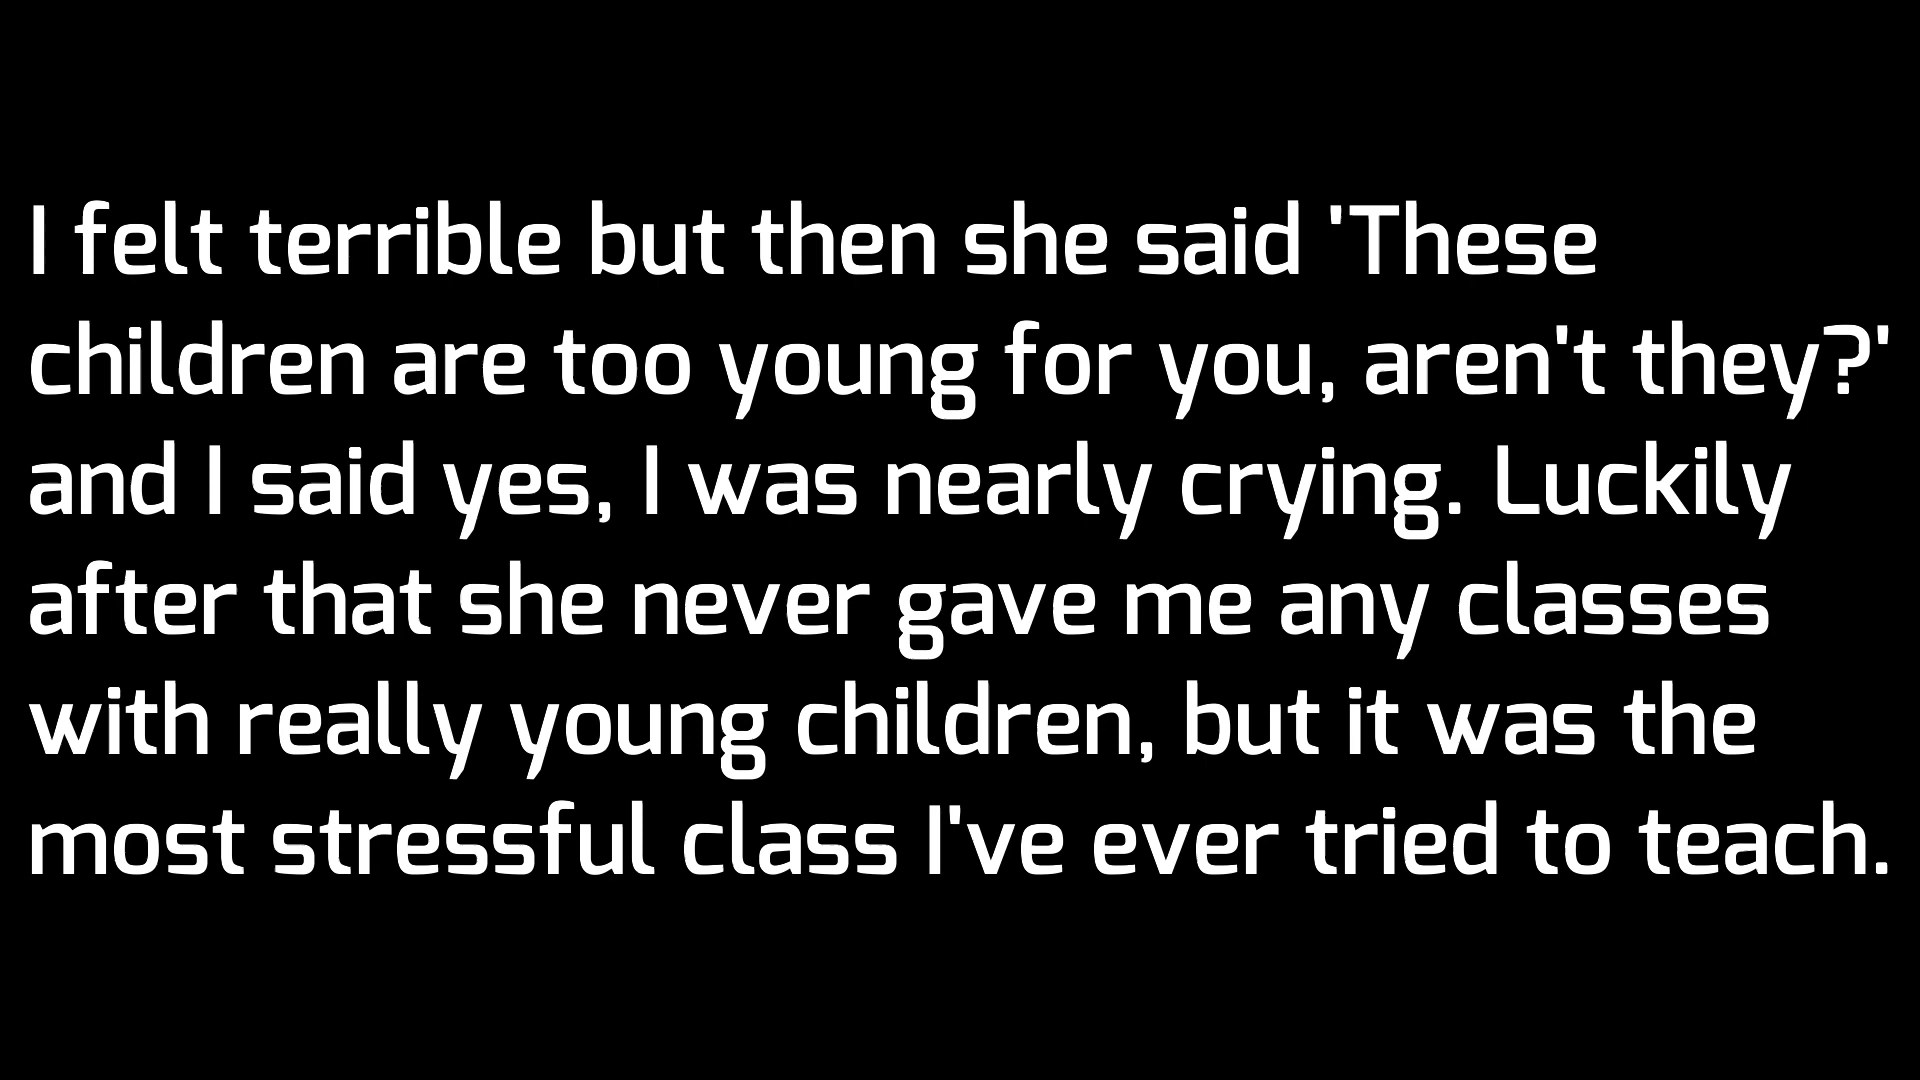 I felt terrible but then she said 'These
children are too young for you, aren't they?'
and I said yes, I was nearly crying. Luckily
after that she never gave me any classes
with really young children, but it was the
most stressful class I've ever tried to teach.